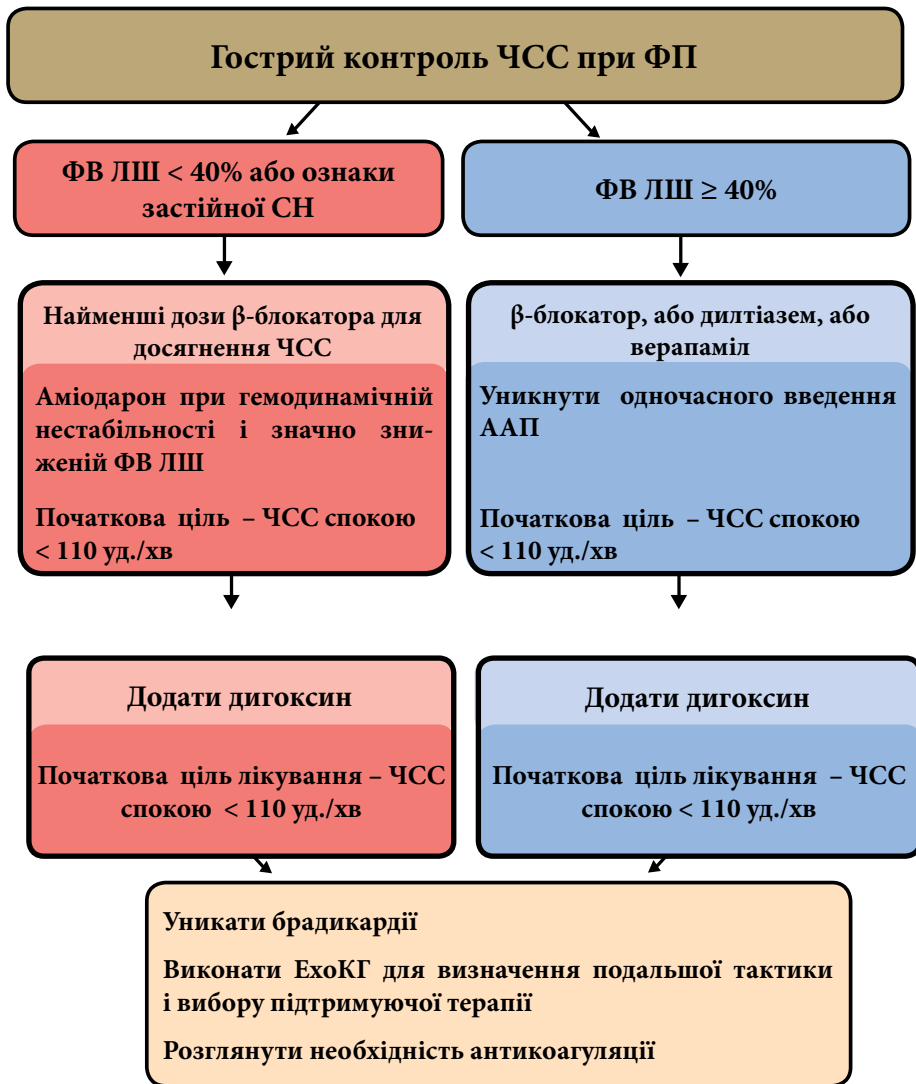 Гострий контроль ЧСС при ФП
ФВ ЛШ < 40% або ознаки
застійної СН
ФВ ЛШ ≥ 40%
Найменші дози β-блокатора для
досягнення ЧСС
Аміодарон при гемодинамічній
нестабільності і значно зни-
женій ФВ ЛШ
Початкова ціль – ЧСС спокою
< 110 уд./хв
β-блокатор, або дилтіазем, або
верапаміл
Уникнути одночасного введення
ААП
Початкова ціль – ЧСС спокою
< 110 уд./хв
Додати дигоксин
Початкова ціль лікування – ЧСС
спокою < 110 уд./хв
Додати дигоксин
Початкова ціль лікування – ЧСС
спокою < 110 уд./хв
Уникати брадикардії
Виконати ЕхоКГ для визначення подальшої тактики
і вибору підтримуючої терапії
Розглянути необхідність антикоагуляції